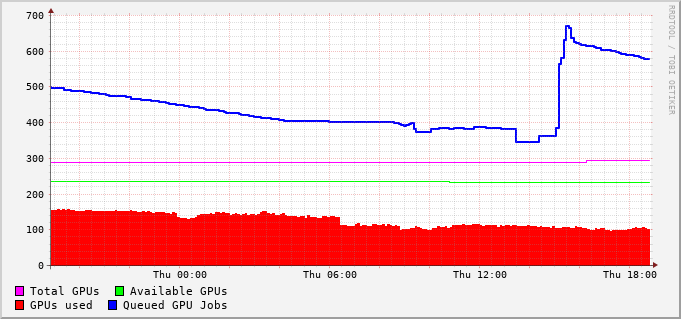 700
600
500
400
300
200
100
0
Thu 00:00 Thu 06:00 Thu 12:00 Thu 18:00
Total GPUs Available GPUs
GPUs used Queued GPU Jobs
RRDTOOL / TOBI OETIKER